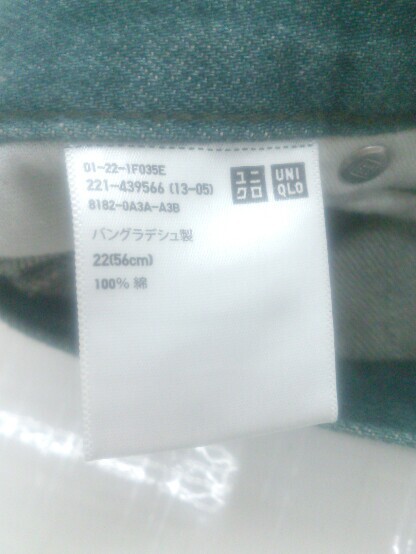 01-22-1F035E
221-439566 (13-05)
8182-0A3A-A3B
ユニ
クロ
UNI
QLO
バングラデシュ製
22(56cm)
100% 綿